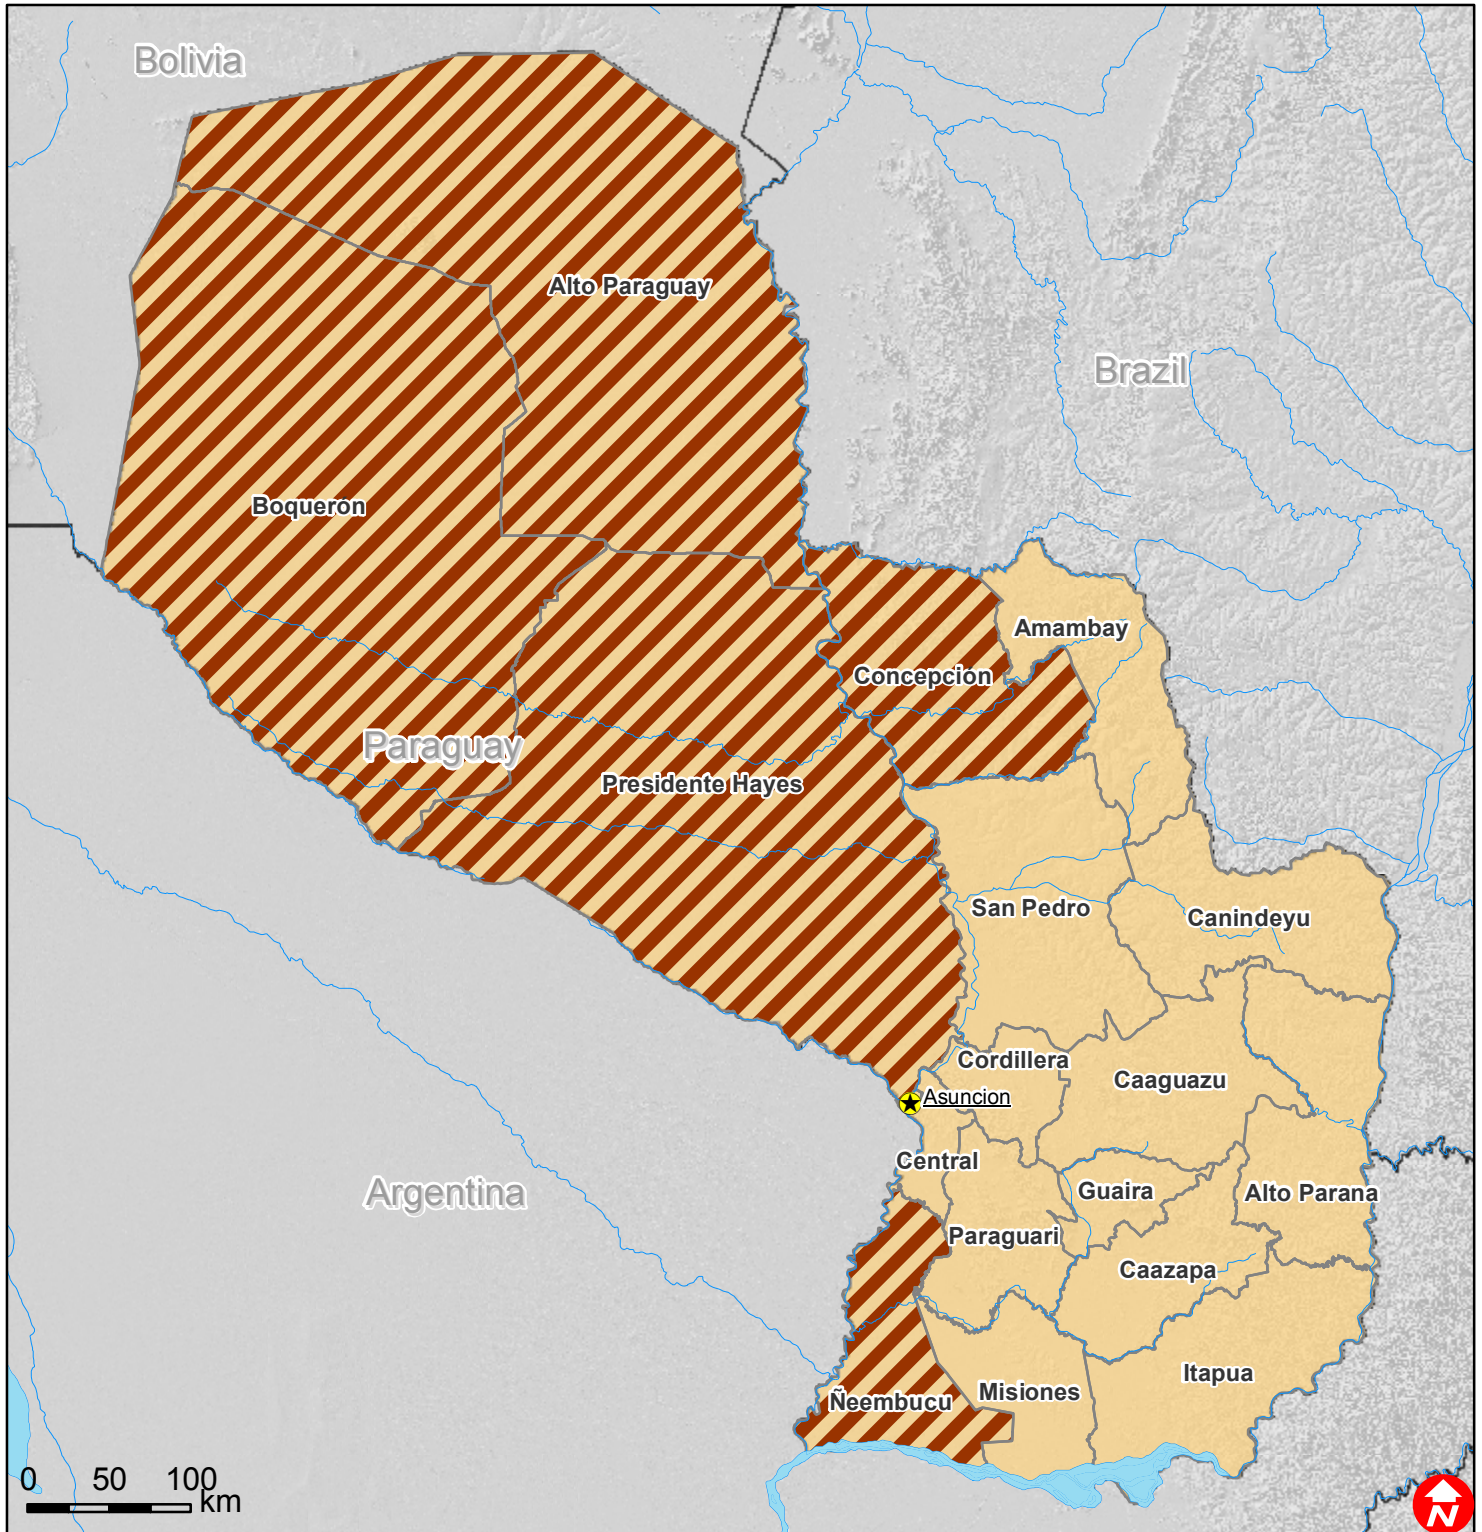 Bolivia
Alto Paraguay
Brazil
Boqueron
Amambay
Concepcion
Paraguay
Presidente Hayes
San Pedro
Canindeyu
Cordillera
Caaguazu
Asuncion
Central
Guaira
Alto Parana
Argentina
Paraguari
Caazapa
Itapua
Misiones
Ñeembucu
0 50 100
km
N